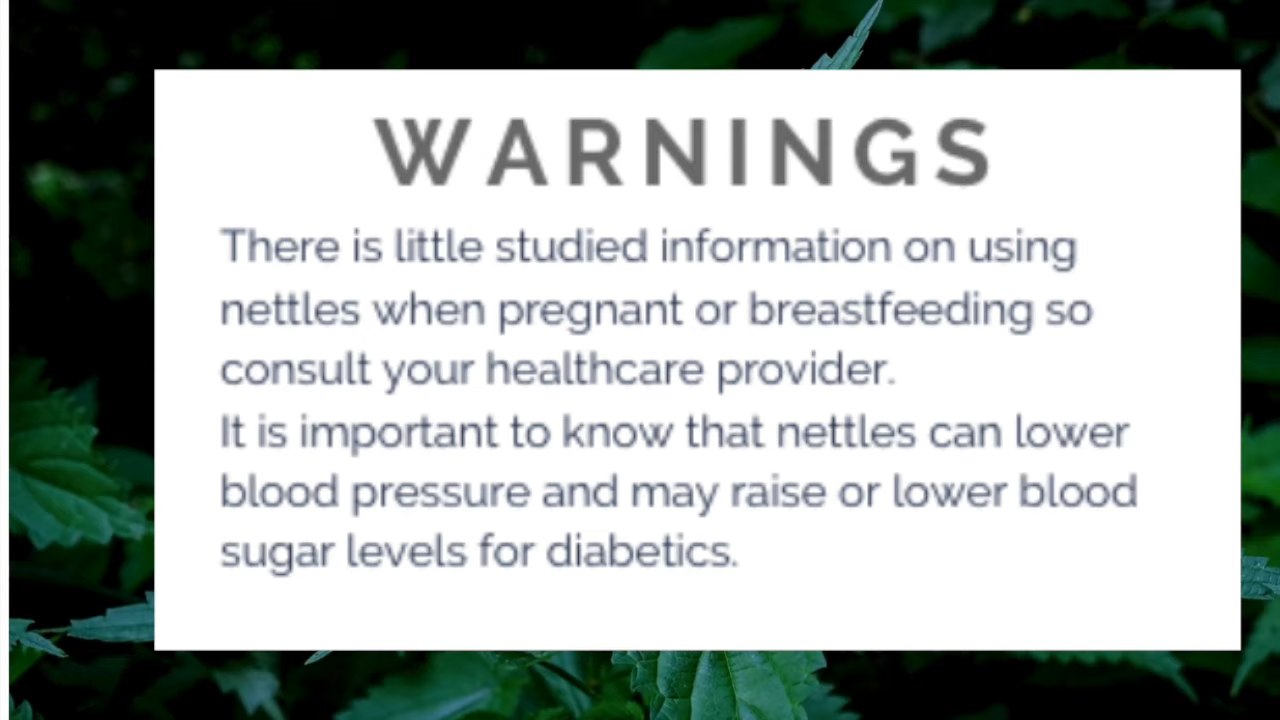 WARNINGS
There is little studied information on using
nettles when pregnant or breastfeeding so
consult your healthcare provider.
It is important to know that nettles can lower
blood pressure and may raise or lower blood
sugar levels for diabetics.